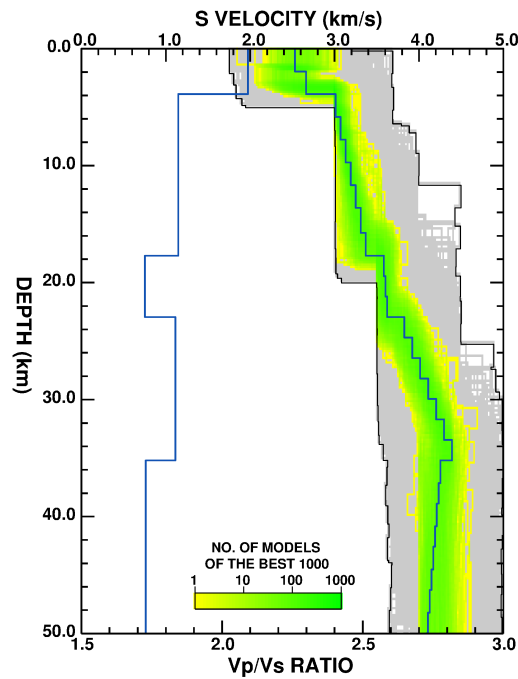 S VELOCITY (km/s)
0.0 1.0 2.0 3.0 4.0 5.0
0.0
10.0
20.0
30.0
40.0
50.0
DEPTH (km)
NO. OF MODELS
OF THE BEST 1000
1 10 100 1000
1.5 2.0 2.5 3.0
Vp/Vs RATIO